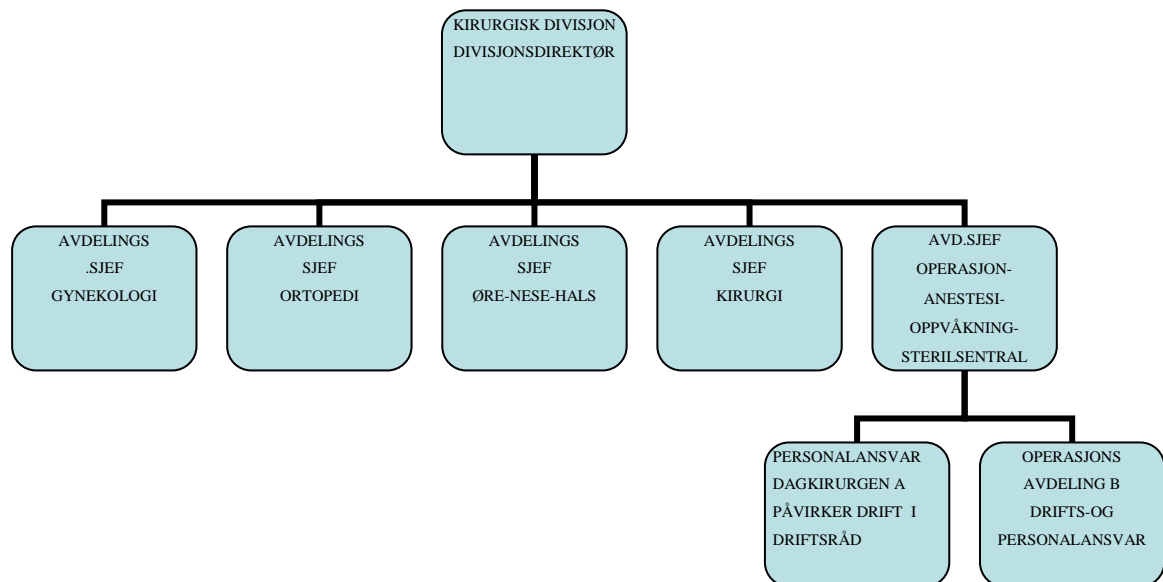 KIRURGISK DIVISJON
DIVISJONSDIREKTØR
AVDELINGS
.SJEF
GYNEKOLOGI
AVDELINGS
SJEF
ORTOPEDI
AVDELINGS
SJEF
ØRE-NESE-HALS
AVDELINGS
SJEF
KIRURGI
AVD.SJEF
OPERASJON-
ANESTESI-
OPPVÅKNING-
STERILSENTRAL
PERSONALANSVAR
DAGKIRURGEN A
PÅVIRKER DRIFT I
DRIFTSRÅD
OPERASJONS
AVDELING B
DRIFTS-OG
PERSONALANSVAR